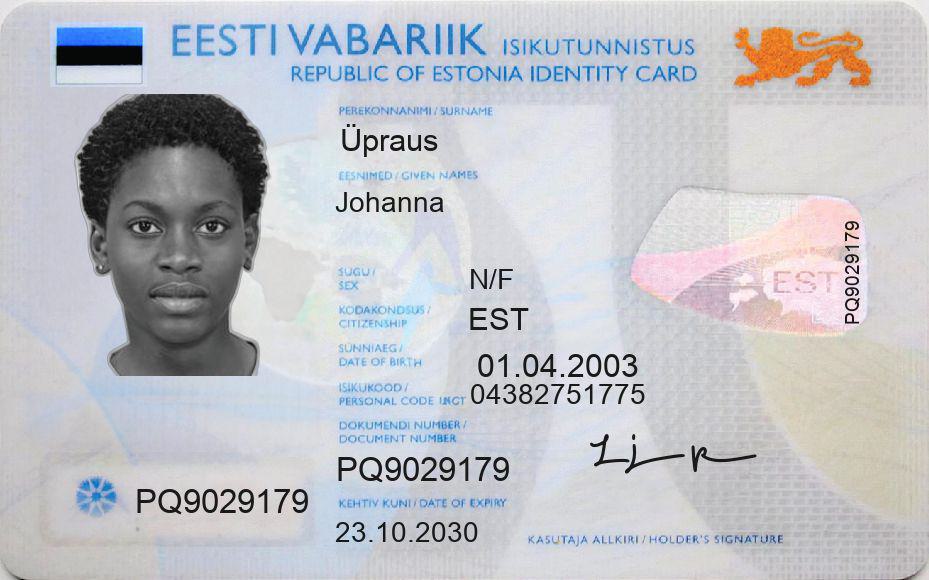 EESTI VABARIIK ISIKUTUNNISTUS
REPUBLIC OF ESTONIA IDENTITY CARD
PEREKONNANIMI / SURNAME
Üpraus
EESNIMED / GIVEN NAMES
Johanna
SUGU /
SEX
N/F
KODAKONDSUS /
CITIZENSHIP
EST
SÜNNIAEG /
DATE OF BIRTH
01.04.2003
ISIKUKOOD /
PERSONAL CODE
04382751775
DOKUMENDI NUMBER /
DOCUMENT NUMBER
PQ9029179
KEHTIV KUNI / DATE OF EXPIRY
23.10.2030
PQ9029179
EST
PQ9029179
KASUTAJA ALLKIRI / HOLDER'S SIGNATURE